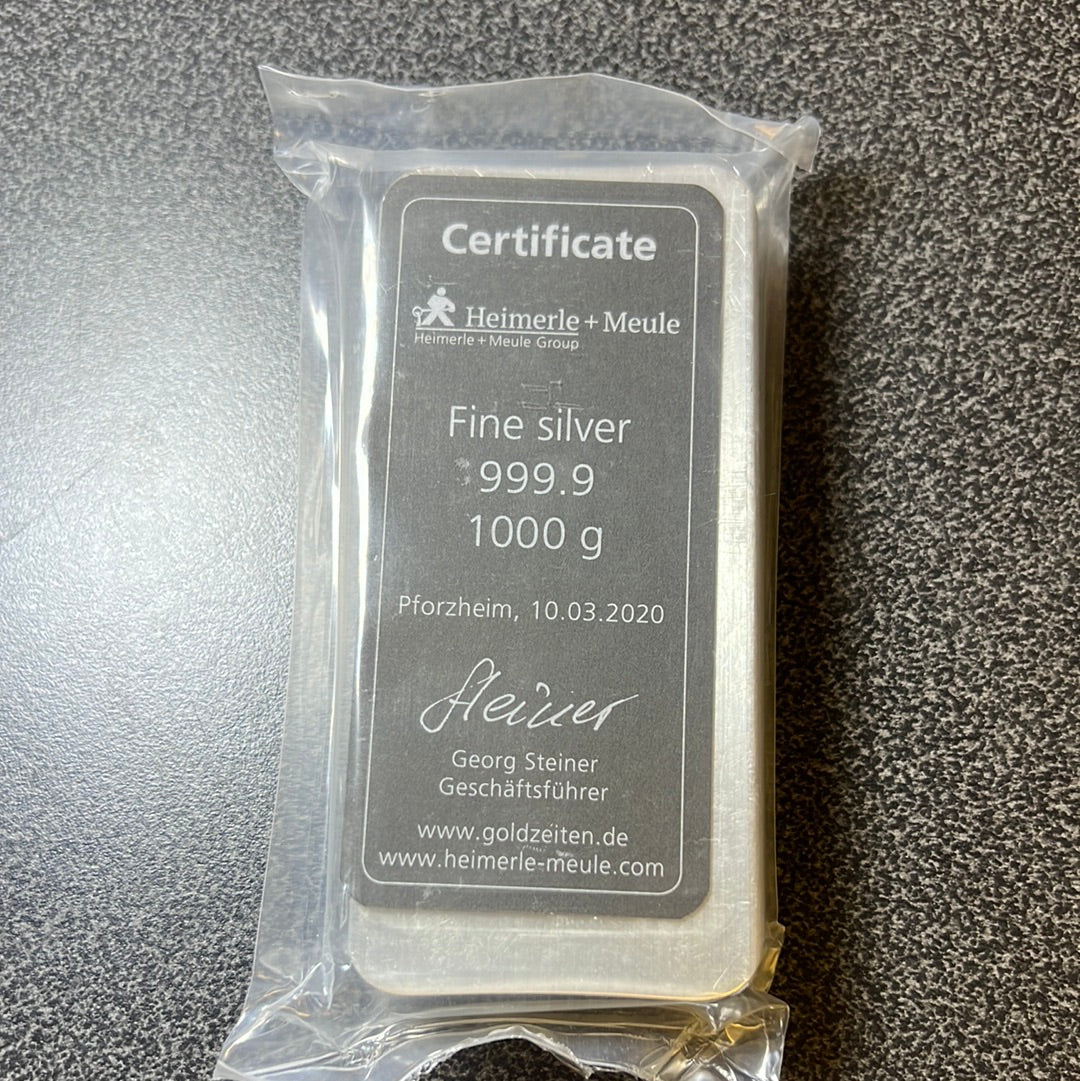 Certificate
Heimerle + Meule
Heimerle + Meule Group
Fine silver
999.9
1000 g
Pforzheim, 10.03.2020
Steiner
Georg Steiner
Geschäftsführer
www.goldzeiten.de
www.heimerle-meule.com